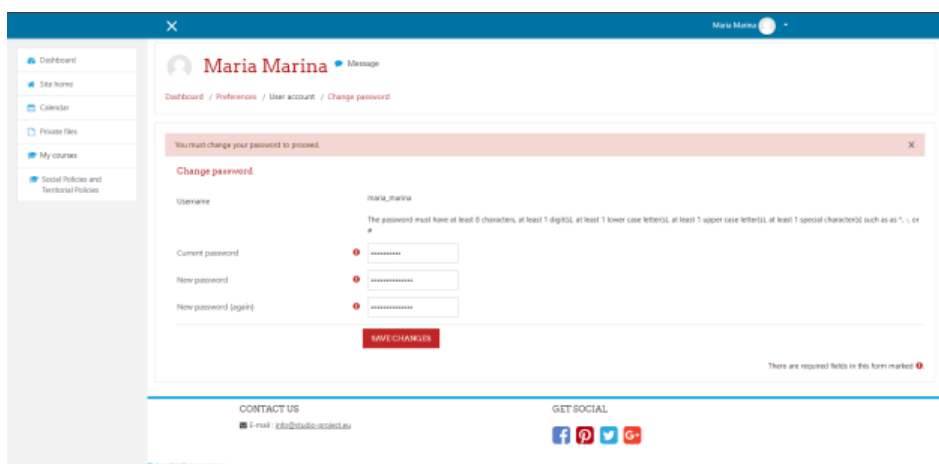 Maria Marina
Dashboard
Site home
Calendar
Private files
My courses
Social Policies and
Territorial Policies
Maria Marina
Message
Dashboard / Preferences / User account / Change password
You must change your password to proceed.
x
Change password
Username
maria_marina
The password must have at least 8 characters, at least 1 digit(s), at least 1 lower case letter(s), at least 1 upper case letter(s), at least 1 special character(s) such as as *, -, or
#
Current password
New password
New password (again)
SAVE CHANGES
There are required fields in this form marked
CONTACT US
E-mail : info@studio-project.eu
GET SOCIAL